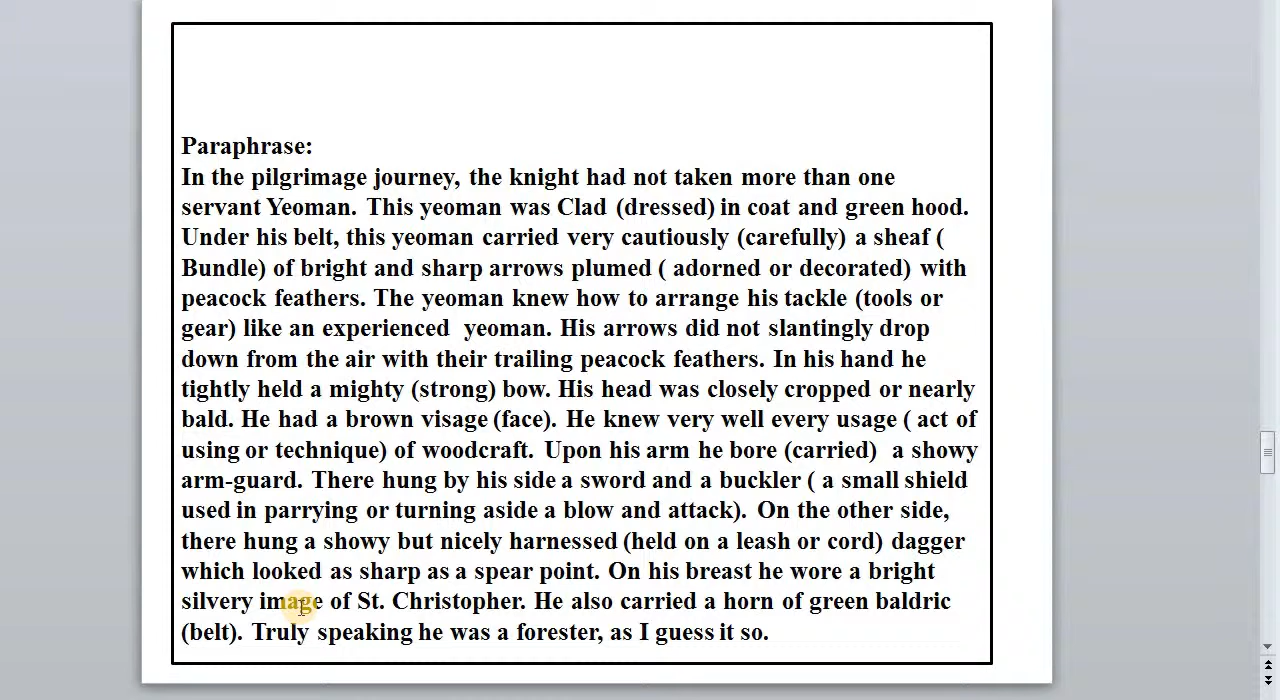 Paraphrase:
In the pilgrimage journey, the knight had not taken more than one
servant Yeoman. This yeoman was Clad (dressed) in coat and green hood.
Under his belt, this yeoman carried very cautiously (carefully) a sheaf (
Bundle) of bright and sharp arrows plumed ( adorned or decorated) with
peacock feathers. The yeoman knew how to arrange his tackle (tools or
gear) like an experienced yeoman. His arrows did not slantingly drop
down from the air with their trailing peacock feathers. In his hand he
tightly held a mighty (strong) bow. His head was closely cropped or nearly
bald. He had a brown visage (face). He knew very well every usage ( act of
using or technique) of woodcraft. Upon his arm he bore (carried) a showy
arm-guard. There hung by his side a sword and a buckler ( a small shield
used in parrying or turning aside a blow and attack). On the other side,
there hung a showy but nicely harnessed (held on a leash or cord) dagger
which looked as sharp as a spear point. On his breast he wore a bright
silvery image of St. Christopher. He also carried a horn of green baldric
(belt). Truly speaking he was a forester, as I guess it so.